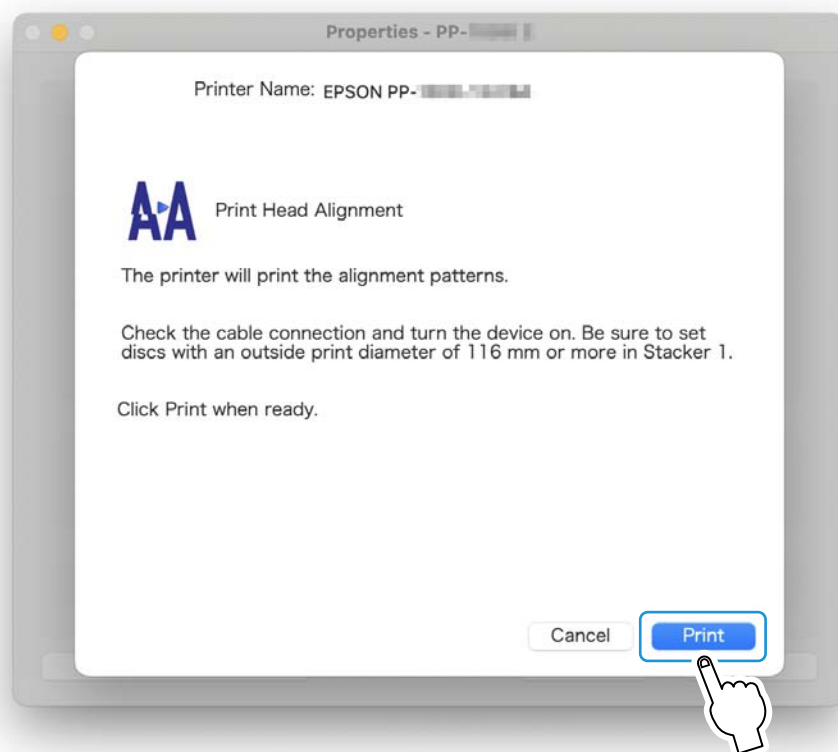 Properties - PP-
Printer Name: EPSON PP-
AA
Print Head Alignment
The printer will print the alignment patterns.
Check the cable connection and turn the device on. Be sure to set
discs with an outside print diameter of 116 mm or more in Stacker 1.
Click Print when ready.
Cancel
Print